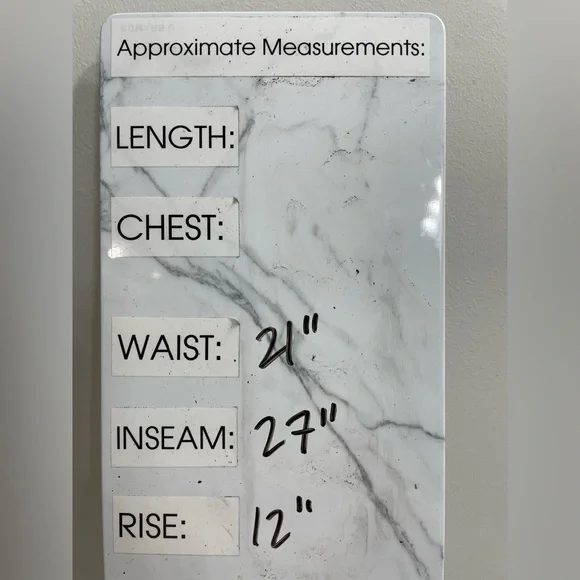 Approximate Measurements:
LENGTH:
CHEST:
WAIST: 21"
INSEAM: 27"
RISE: 12"